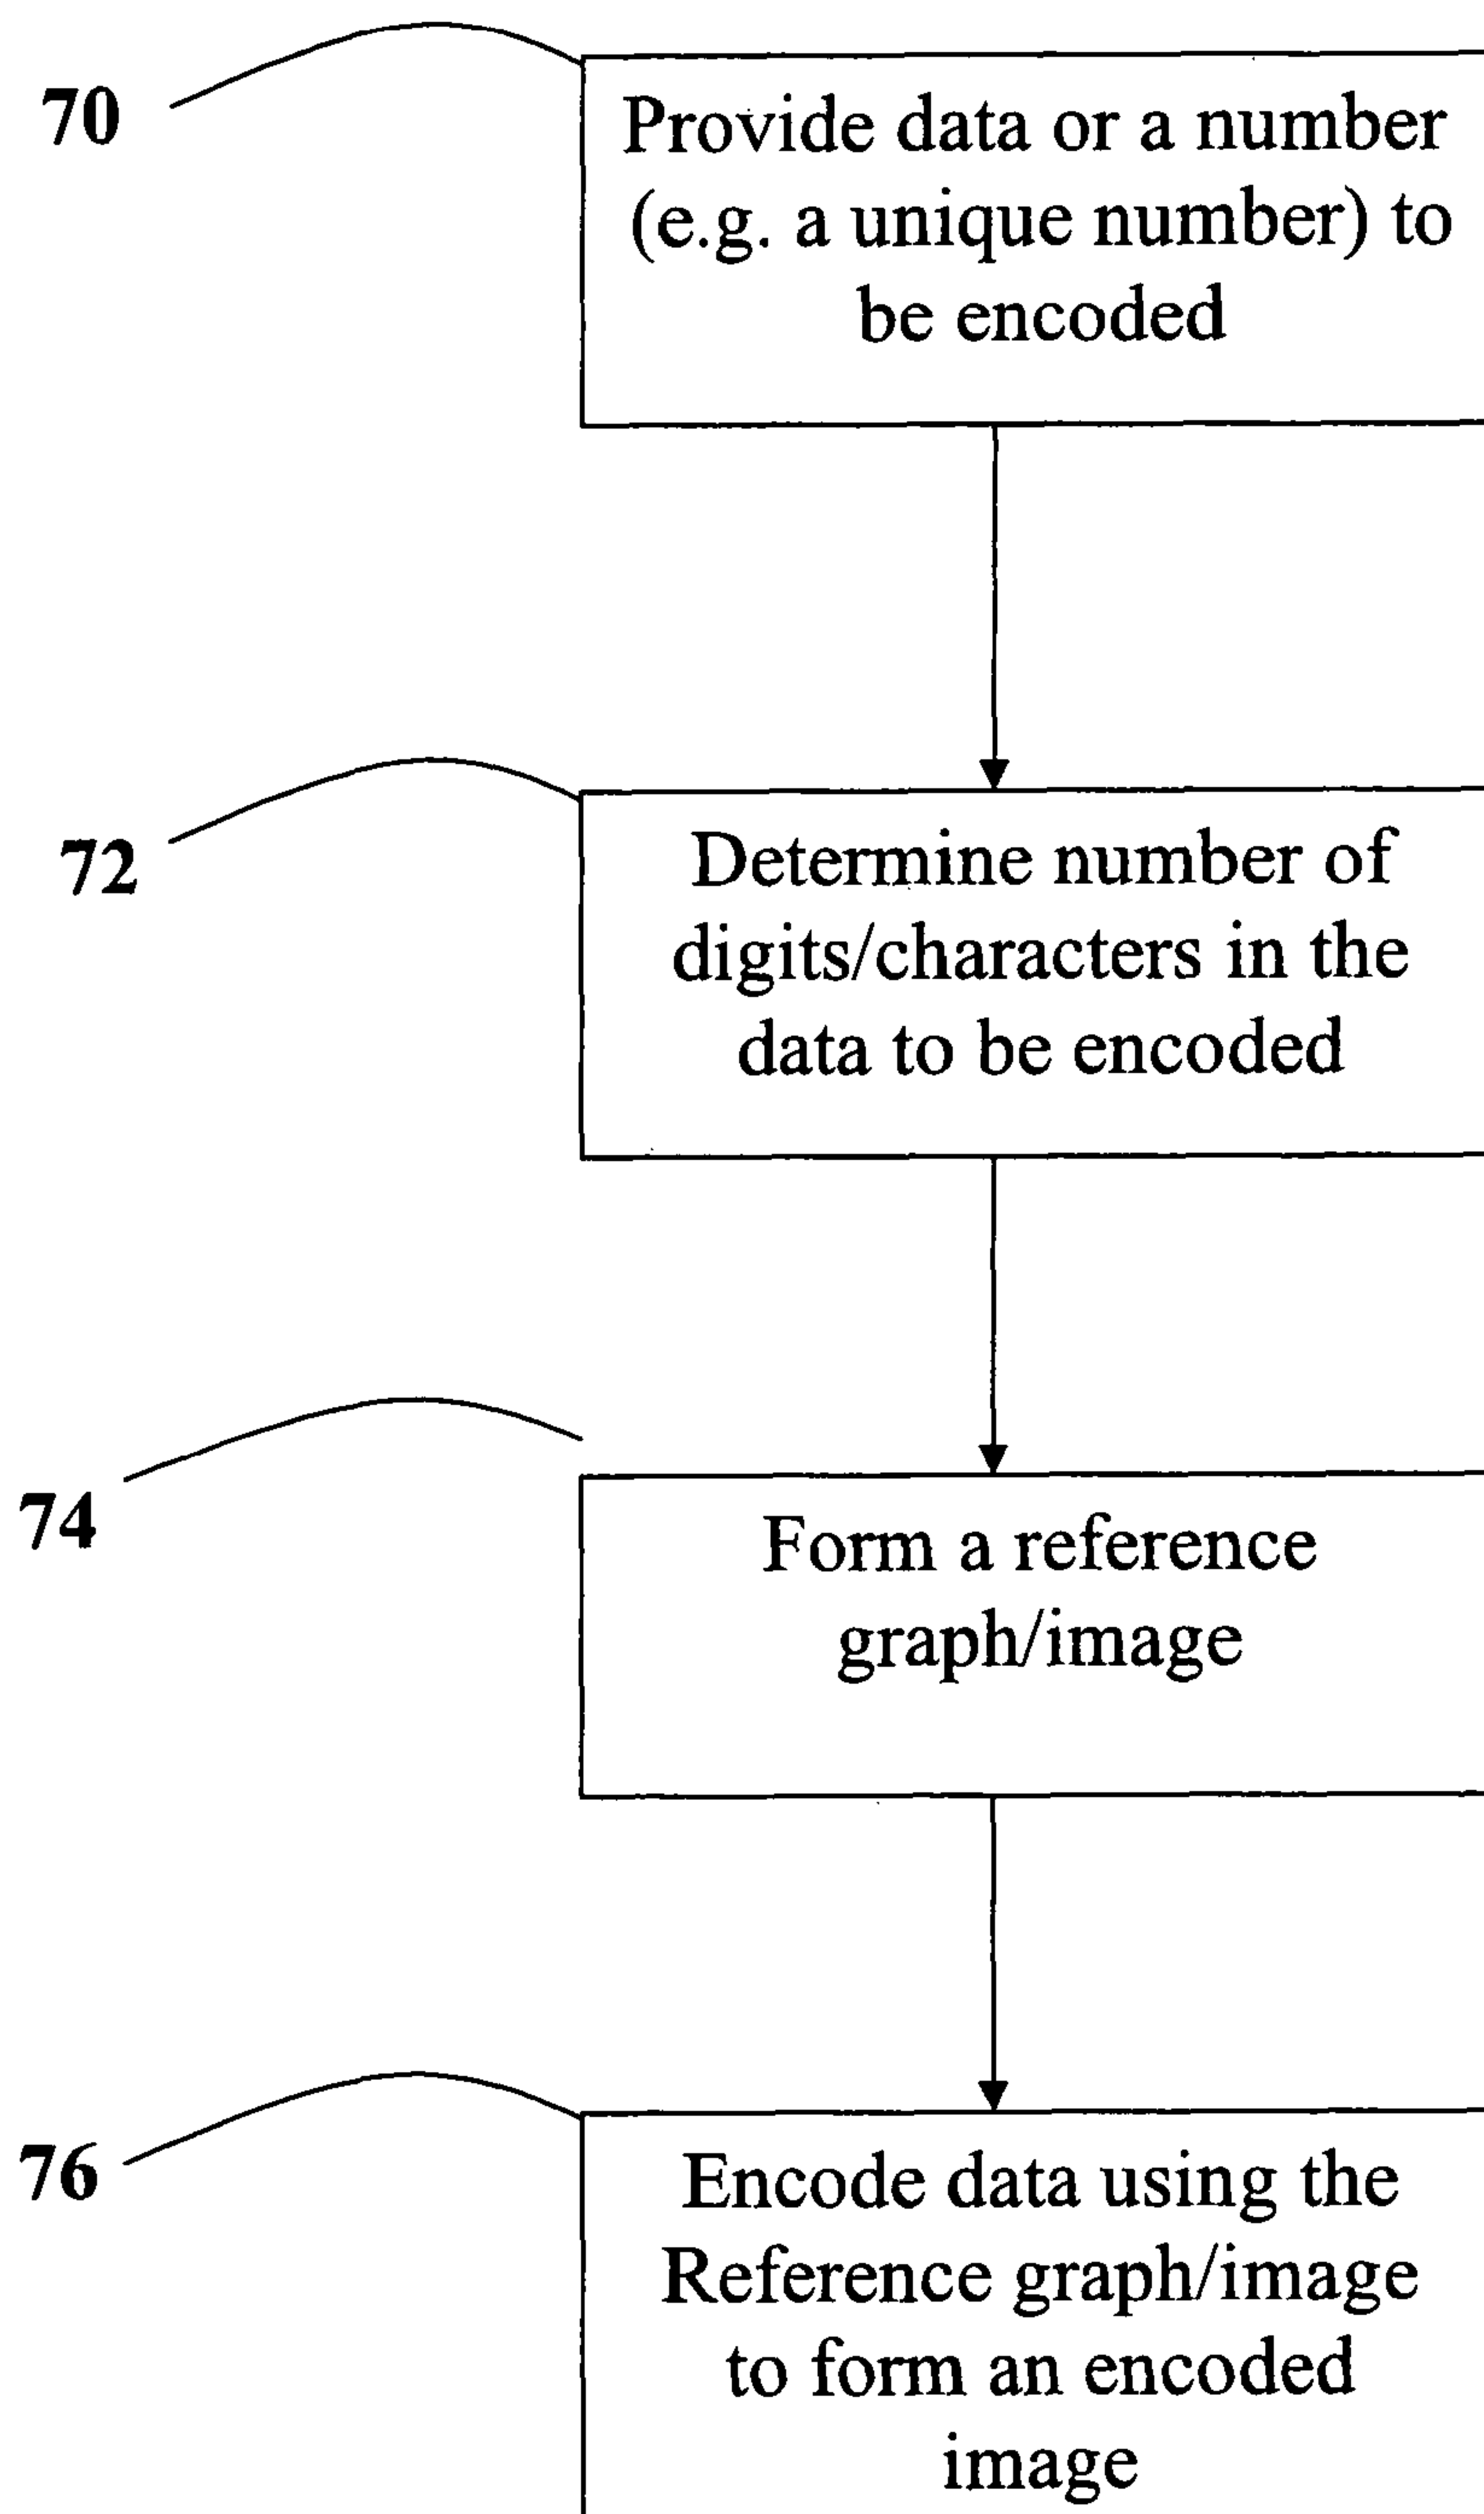 70
Provide data or a number
(e.g. a unique number) to
be encoded
72
Determine number of
digits/characters in the
data to be encoded
74
Form a reference
graph/image
76
Encode data using the
Reference graph/image
to form an encoded
image